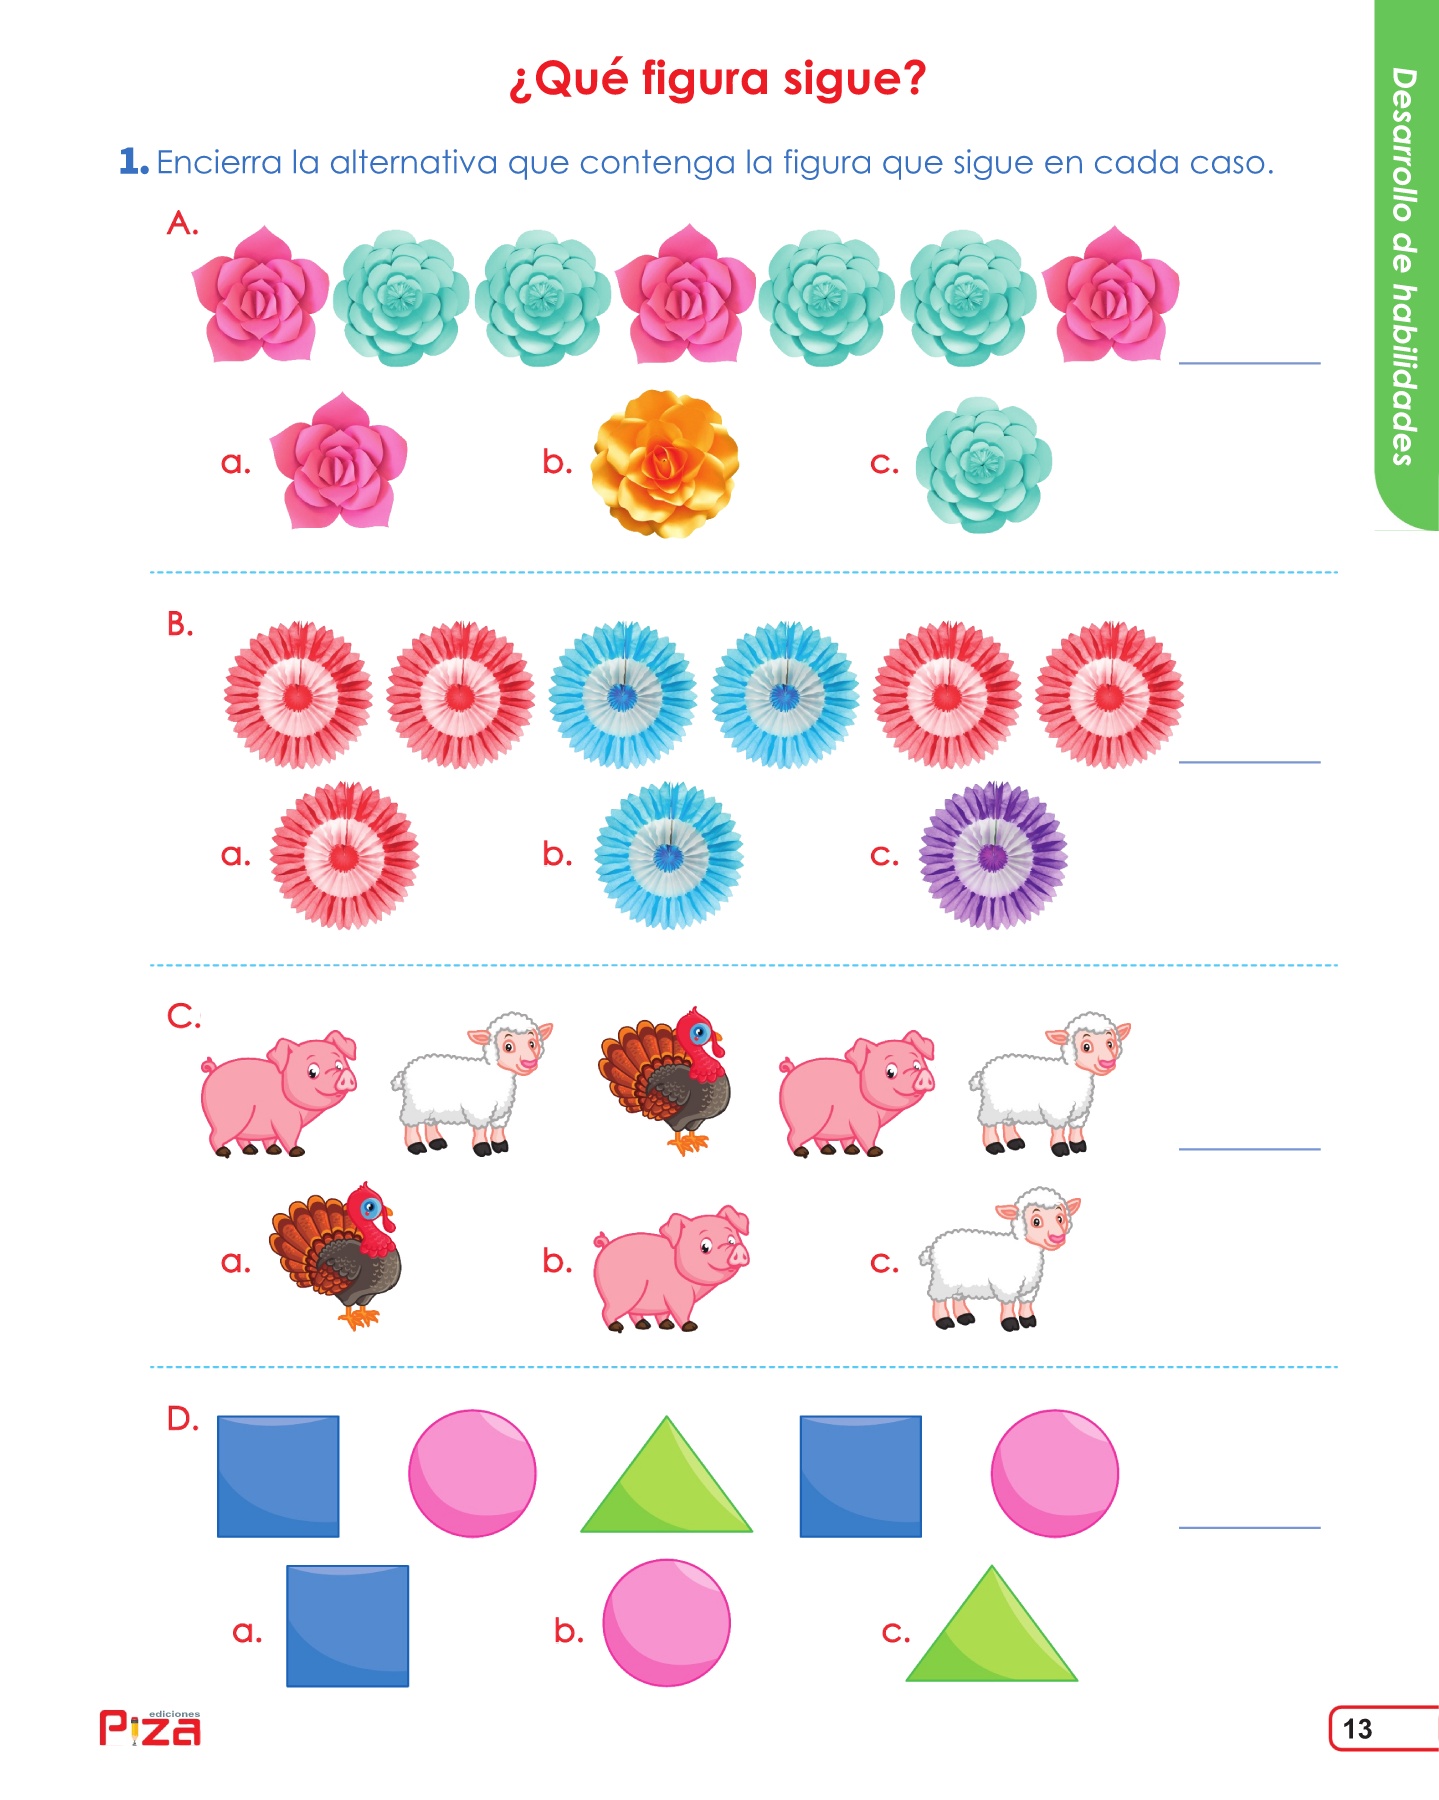 ¿Qué figura sigue?
Desarrollo de habilidades
1. Encierra la alternativa que contenga la figura que sigue en cada caso.
A.
a.
b.
c.
B.
a.
b.
c.
C.
a.
b.
c.
D.
a.
b.
c.
ediciones
Piza
13